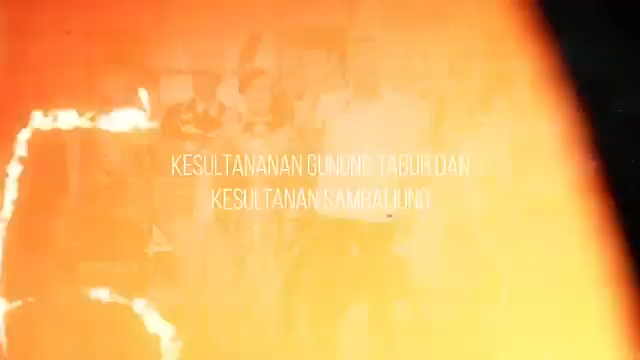 KESULTANANAN GUNUNG TABUR DAN
KESULTANAN SAMBALIUNG